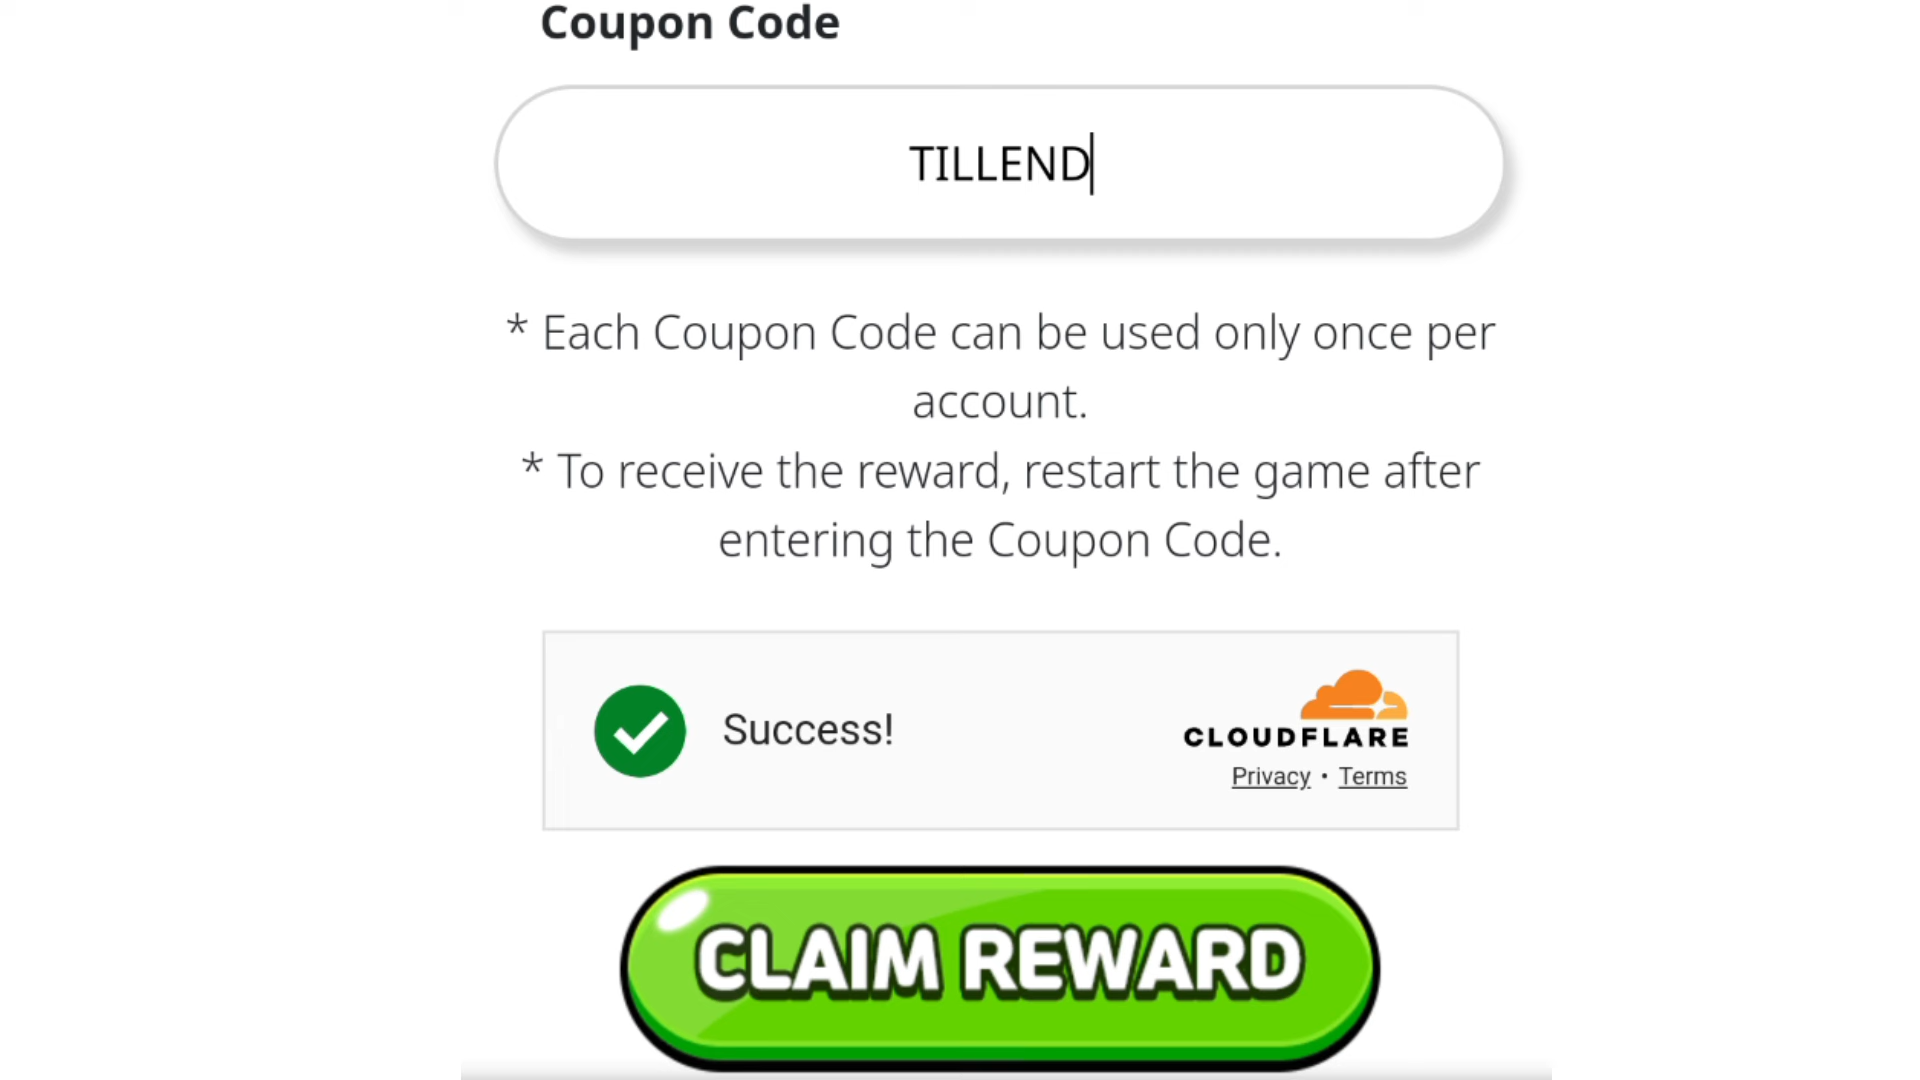 Coupon Code
TILLEND
* Each Coupon Code can be used only once per
account.
* To receive the reward, restart the game after
entering the Coupon Code.
Success!
CLOUDFLARE
Privacy • Terms
CLAIM REWARD